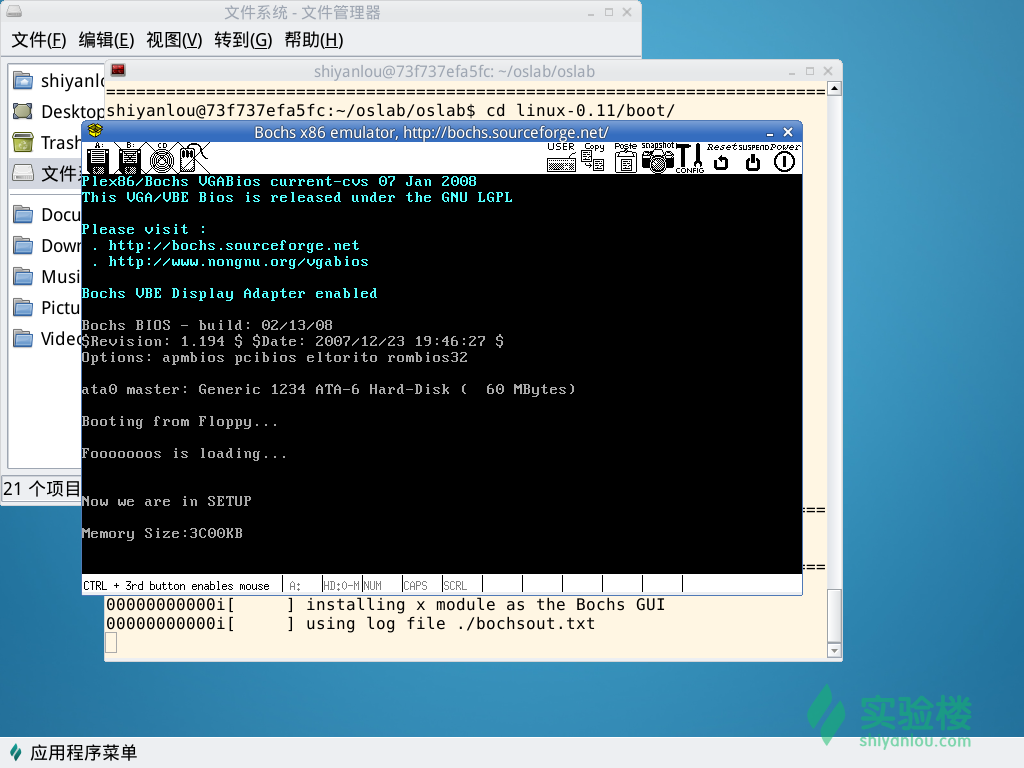 文件系统 - 文件管理器
文件(F) 编辑(E) 视图(V) 转到(G) 帮助(H)
shiyanlo
Desktop
Trash
文件系
Docu
Down
Musi
Pictu
Video
21 个项目
shiyanlou@73f737efa5fc: ~/oslab/oslab
================================================================================
shiyanlou@73f737efa5fc:~/oslab/oslab$ cd linux-0.11/boot/
Bochs x86 emulator, http://bochs.sourceforge.net/
A: B: CD USER Copy Paste snapshot CONFIG Reset SUSPEND Power
Plex86/Bochs VGABios current-cvs 07 Jan 2008
This VGA/VBE Bios is released under the GNU LGPL
Please visit :
. http://bochs.sourceforge.net
. http://www.nongnu.org/vgabios
Bochs VBE Display Adapter enabled
Bochs BIOS - build: 02/13/08
$Revision: 1.194 $ $Date: 2007/12/23 19:46:27 $
Options: apmbios pcibios eltorito rombios32
ata0 master: Generic 1234 ATA-6 Hard-Disk (  60 MBytes)
Booting from Floppy...
Fooooooos is loading...
Now we are in SETUP
Memory Size:3C00KB
===
===
CTRL + 3rd button enables mouse A: HD:0-M NUM CAPS SCRL
00000000000i[      ] installing x module as the Bochs GUI
00000000000i[      ] using log file ./bochsout.txt
实验楼
shiyanlou.com
应用程序菜单